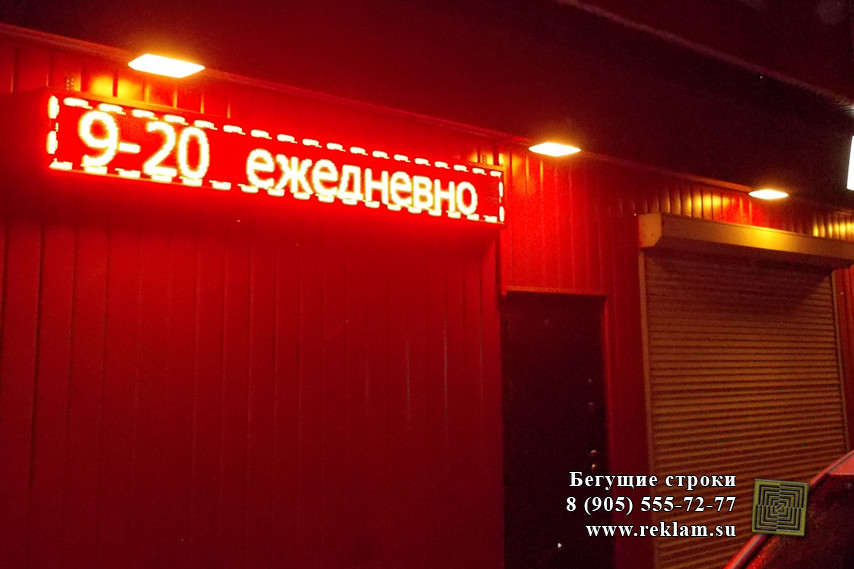 9-20 ежедневно
Бегущие строки
8 (905) 555-72-77
www.reklam.su